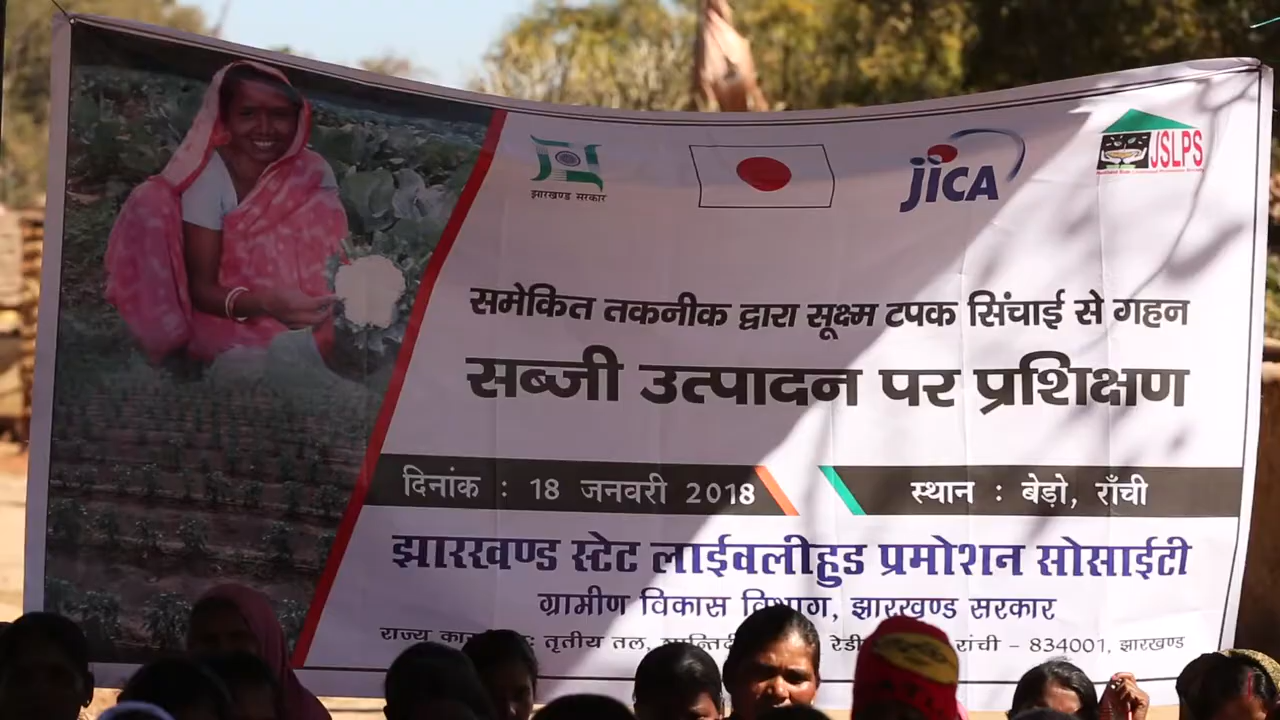 झारखण्ड सरकार
JICA
JSLPS
समेकित तकनीक द्वारा सूक्ष्म टपक सिंचाई से गहन
सब्जी उत्पादन पर प्रशिक्षण
दिनांक : 18 जनवरी 2018 स्थान : बेड़ो, राँची
झारखण्ड स्टेट लाईवलीहुड प्रमोशन सोसाईटी
ग्रामीण विकास विभाग, झारखण्ड सरकार
राज्य तृतीय तल, रांची - 834001, झारखण्ड